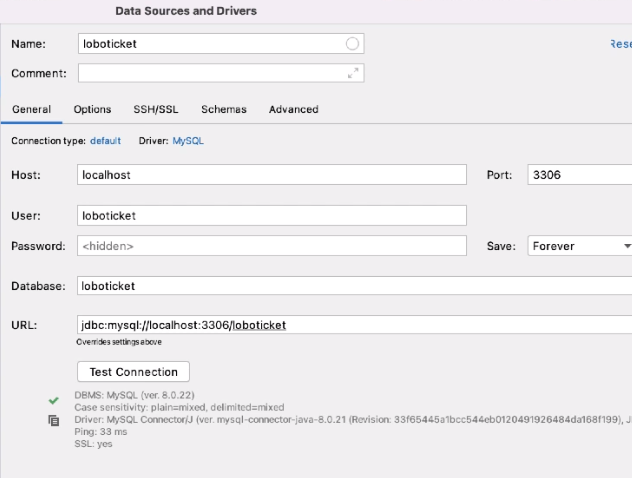 Data Sources and Drivers
Name: loboticket Rese
Comment:
General Options SSH/SSL Schemas Advanced
Connection type: default Driver: MySQL
Host: localhost Port: 3306
User: loboticket
Password: <hidden> Save: Forever
Database: loboticket
URL: jdbc:mysql://localhost:3306/loboticket
Overrides settings above
Test Connection
DBMS: MySQL (ver. 8.0.22)
Case sensitivity: plain=mixed, delimited=mixed
Driver: MySQL Connector/J (ver. mysql-connector-java-8.0.21 (Revision: 33f65445a1bcc544eb0120491926484da168f199), J
Ping: 33 ms
SSL: yes